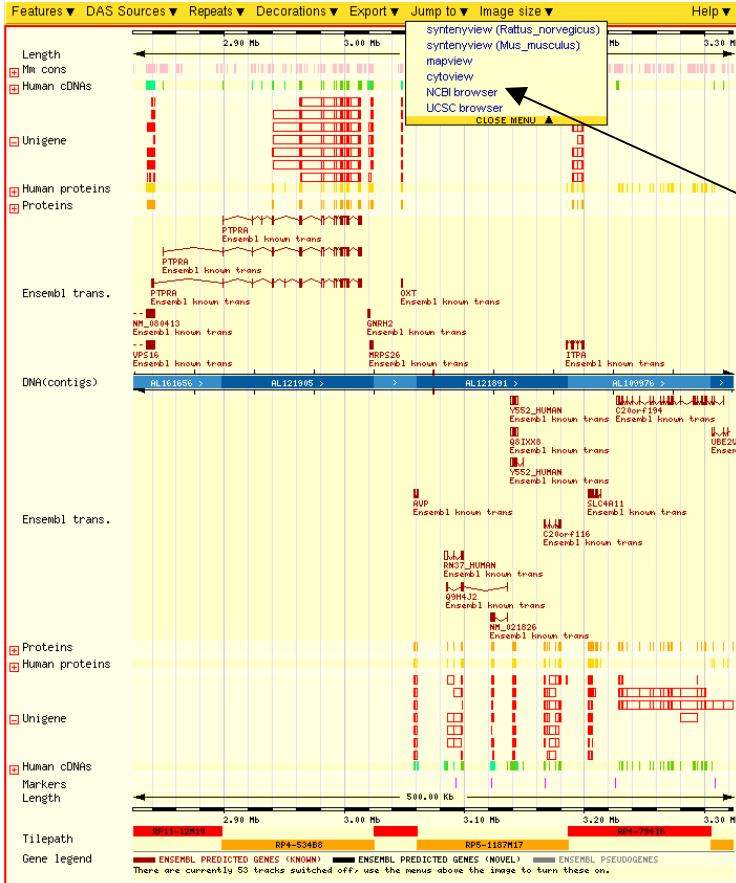 Features ▼ DAS Sources ▼ Repeats ▼ Decorations ▼ Export ▼ Jump to ▼ Image size ▼ Help ▼
syntenyview (Rattus_norvegicus)
syntenyview (Mus_musculus)
mapview
cytoview
NCBI browser
UCSC browser
CLOSE MENU ▲
2.90 Mb 3.00 Mb Mb 3.30 M
Length
Mm cons
Human cDNAs
Unigene
Human proteins
Proteins
PTPRA
Ensembl known trans
PTPRA
Ensembl known trans
Ensembl trans.
PTPRA OXT
Ensembl known trans Ensembl known trans
NM_080413 GNRH2
Ensembl known trans Ensembl known trans
VPS16 MRPS26 ITPA
Ensembl known trans Ensembl known trans Ensembl known trans
DNA(contigs) AL161656 > AL121905 > > AL121891 > AL109976 > >
Y552_HUMAN C20orf194
Ensembl known trans Ensembl known trans
Q8IXX8 UBE2V
Ensembl known trans Ensem
Y552_HUMAN
Ensembl known trans
AVP SLC4A11
Ensembl known trans Ensembl known trans
Ensembl trans.
C20orf116
Ensembl known trans
RN37_HUMAN
Ensembl known trans
Q9H4J2
Ensembl known trans
NM_021826
Ensembl known trans
Proteins
Human proteins
Unigene
Human cDNAs
Markers
Length 500.00 Kb
2.90 Mb 3.00 Mb 3.10 Mb 3.20 Mb 3.30 M
RP11-12M19 RP4-794I6
Tilepath
RP4-534B8 RP5-1187M17
Gene legend ENSEMBL PREDICTED GENES (KNOWN) ENSEMBL PREDICTED GENES (NOVEL) ENSEMBL PSEUDOGENES
There are currently 53 tracks switched off, use the menus above the image to turn these on.